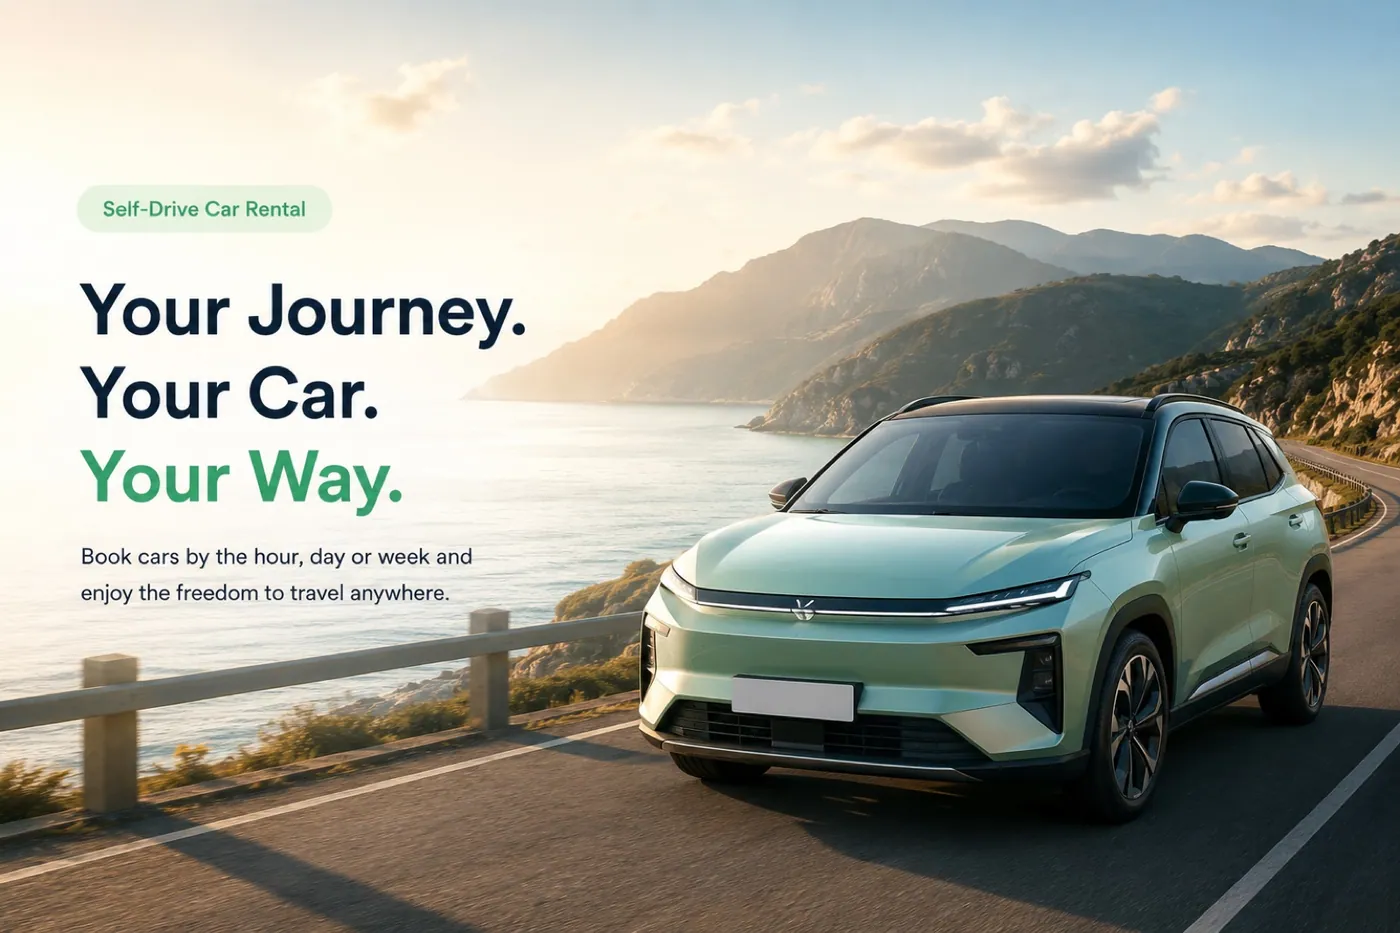 Self-Drive Car Rental
Your Journey.
Your Car.
Your Way.
Book cars by the hour, day or week and
enjoy the freedom to travel anywhere.